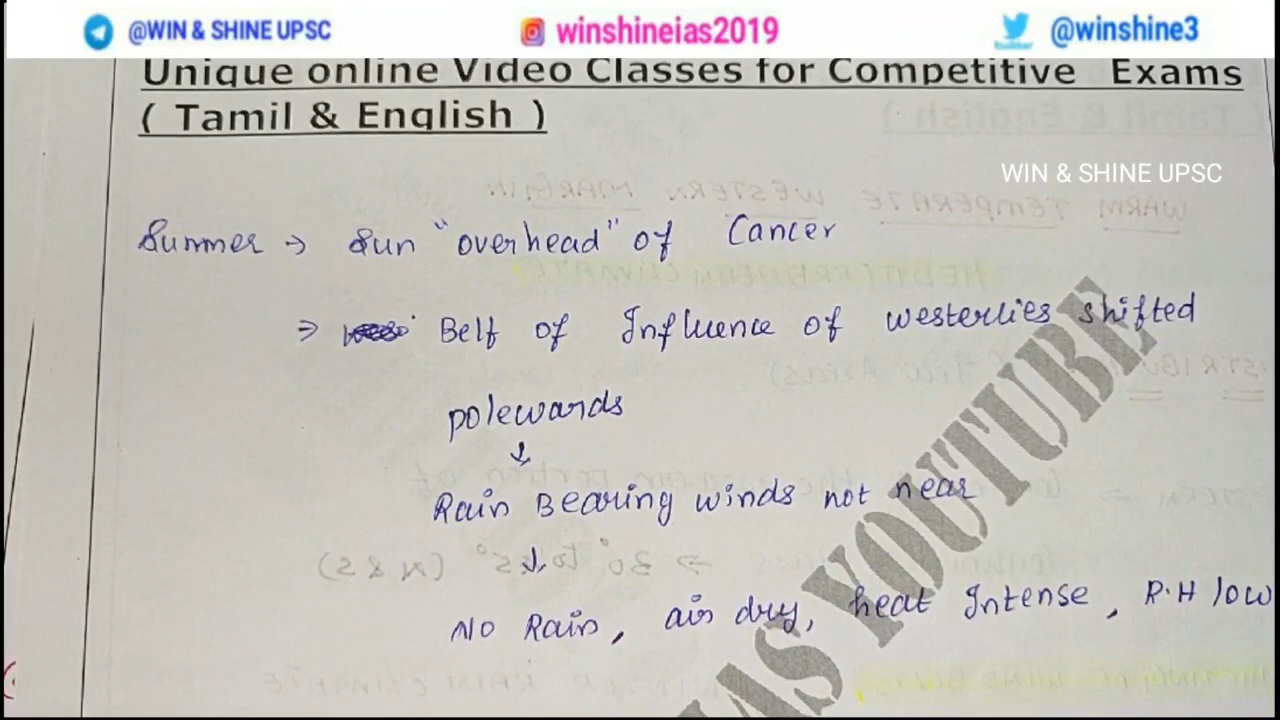 @WIN & SHINE UPSC winshineias2019 @winshine3
Unique online Video Classes for Competitive Exams
( Tamil & English )
WIN & SHINE UPSC
Summer → Sun "overhead" of Cancer
⇒ Belt of Influence of westerlies shifted
polewards
↓
Rain Bearing winds not near
↓
No Rain, air dry, heat Intense, R.H low
IAS YOUTUBE